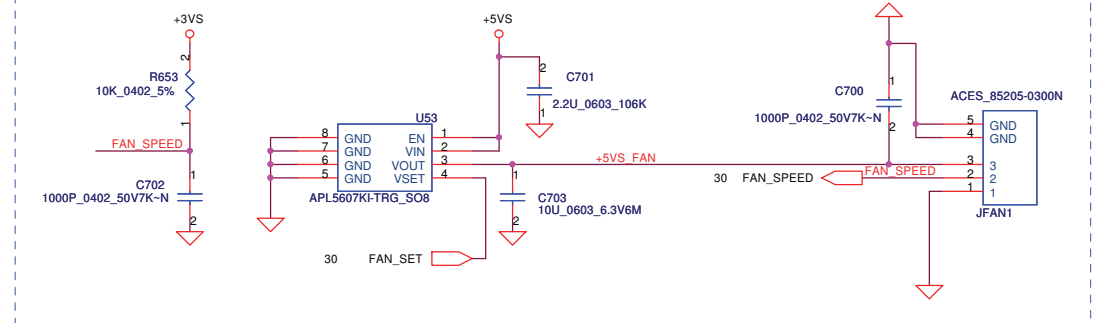 +3VS
2
R653
10K_0402_5%
1
FAN_SPEED
1
C702
1000P_0402_50V7K~N
2
+5VS
2
C701
2.2U_0603_106K
1
U53
8 GND EN 1
7 GND VIN 2
6 GND VOUT 3
5 GND VSET 4
APL5607KI-TRG_SO8
+5VS_FAN
1
C703
10U_0603_6.3V6M
2
30 FAN_SET
1
C700
1000P_0402_50V7K~N
2
30 FAN_SPEED
FAN_SPEED
ACES_85205-0300N
5 GND
4 GND
3 3
2 2
1 1
JFAN1